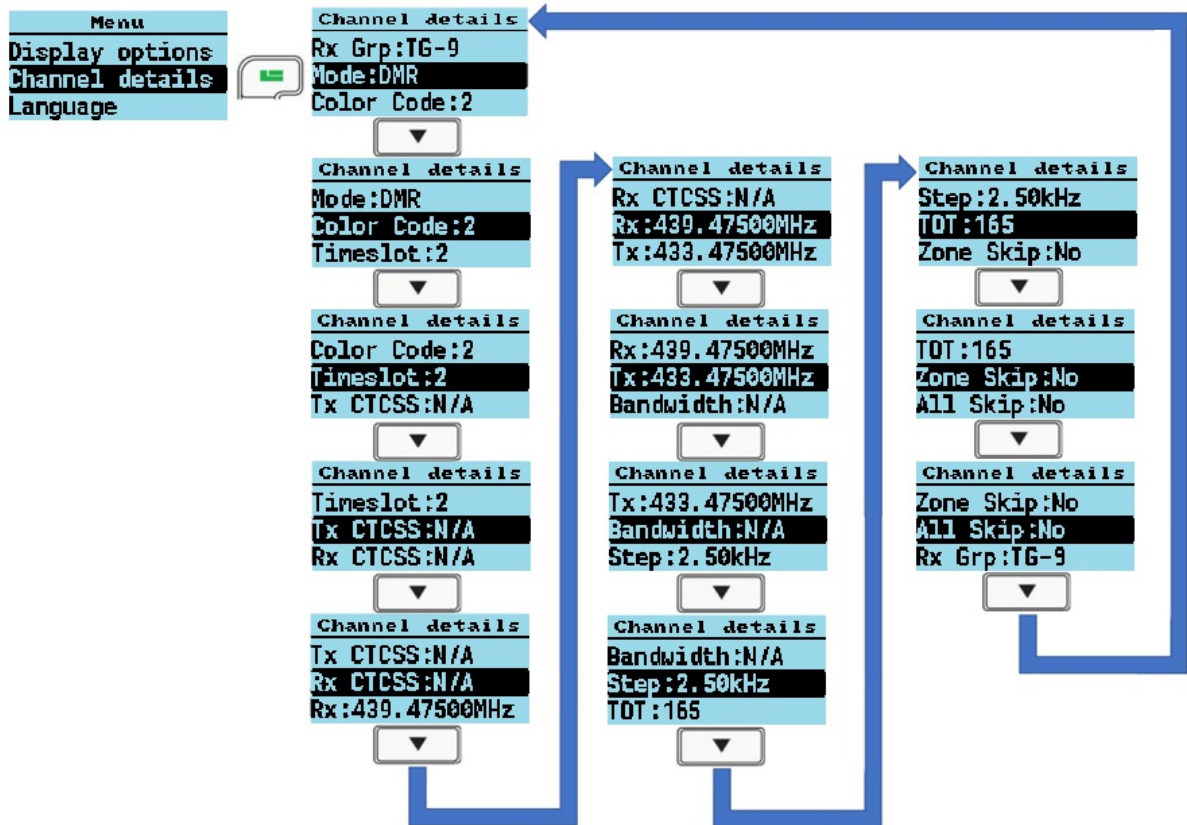 Menu
Display options
Channel details
Language
Channel details
Rx Grp:TG-9
Mode:DMR
Color Code:2
Channel details
Mode:DMR
Color Code:2
Timeslot:2
Channel details
Color Code:2
Timeslot:2
Tx CTCSS:N/A
Channel details
Timeslot:2
Tx CTCSS:N/A
Rx CTCSS:N/A
Channel details
Tx CTCSS:N/A
Rx CTCSS:N/A
Rx:439.47500MHz
Channel details
Rx CTCSS:N/A
Rx:439.47500MHz
Tx:433.47500MHz
Channel details
Rx:439.47500MHz
Tx:433.47500MHz
Bandwidth:N/A
Channel details
Tx:433.47500MHz
Bandwidth:N/A
Step:2.50kHz
Channel details
Bandwidth:N/A
Step:2.50kHz
TOT:165
Channel details
Step:2.50kHz
TOT:165
Zone Skip:No
Channel details
TOT:165
Zone Skip:No
All Skip:No
Channel details
Zone Skip:No
All Skip:No
Rx Grp:TG-9